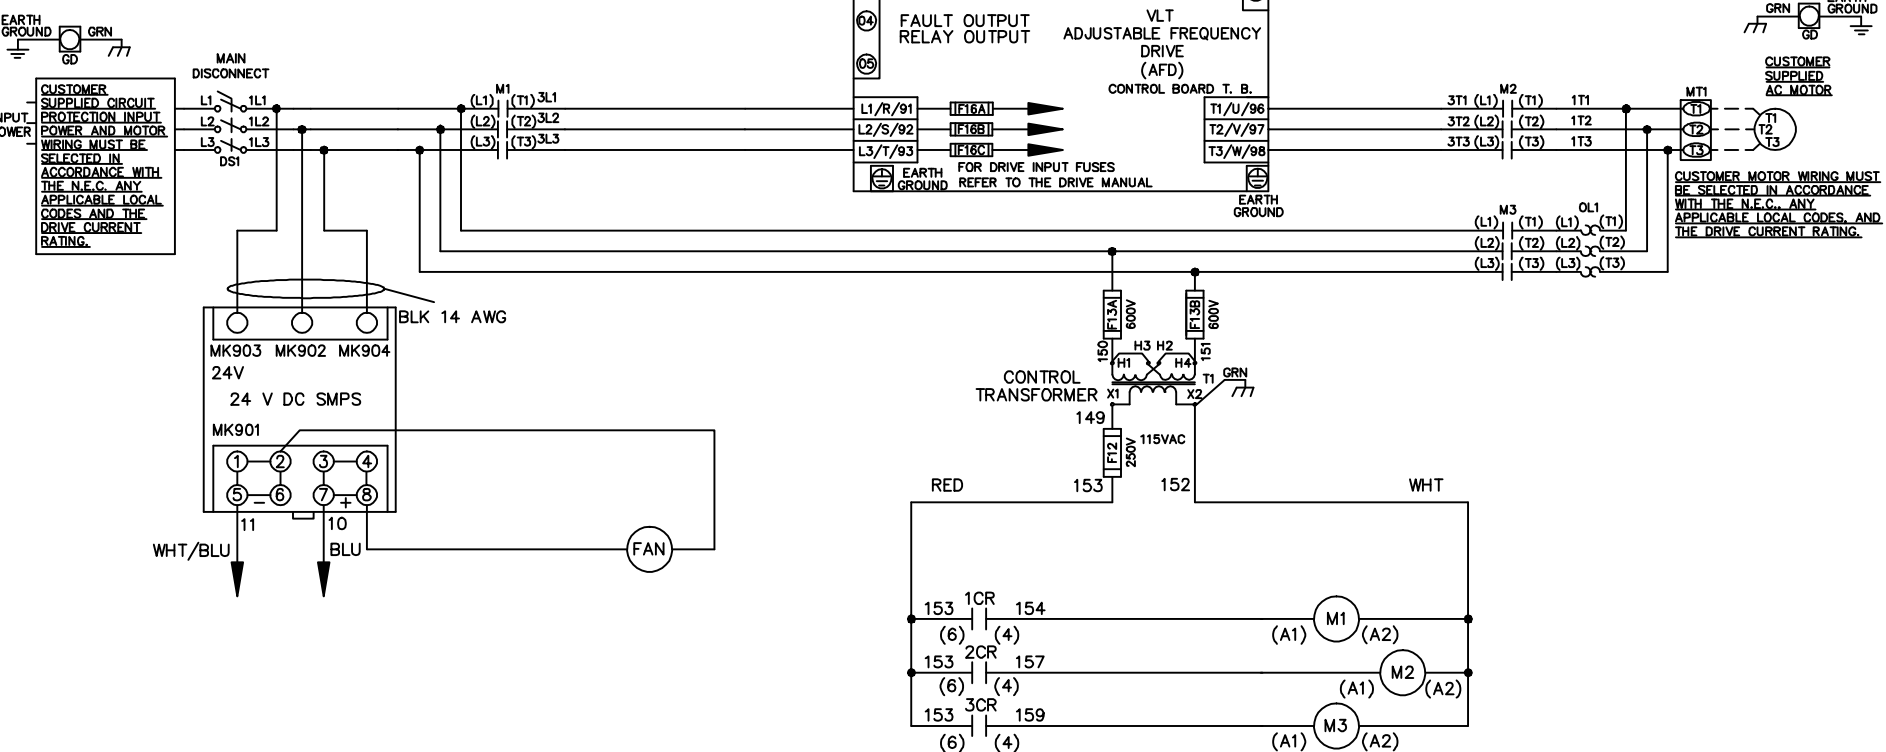 EARTH
GROUND
GRN
GD
MAIN
DISCONNECT
CUSTOMER
SUPPLIED CIRCUIT
PROTECTION INPUT
POWER AND MOTOR
WIRING MUST BE
SELECTED IN
ACCORDANCE WITH
THE N.E.C. ANY
APPLICABLE LOCAL
CODES AND THE
DRIVE CURRENT
RATING.
L1 1L1
L2 1L2
L3 1L3
DS1
M1
(L1) (T1) 3L1
(L2) (T2) 3L2
(L3) (T3) 3L3
04
05
FAULT OUTPUT
RELAY OUTPUT
VLT
ADJUSTABLE FREQUENCY
DRIVE
(AFD)
CONTROL BOARD T. B.
L1/R/91 F16A T1/U/96
L2/S/92 F16B T2/V/97
L3/T/93 F16C T3/W/98
EARTH
GROUND
FOR DRIVE INPUT FUSES
REFER TO THE DRIVE MANUAL
EARTH
GROUND
M2
3T1 (L1) (T1) 1T1
3T2 (L2) (T2) 1T2
3T3 (L3) (T3) 1T3
GRN
GROUND
GD
CUSTOMER
SUPPLIED
AC MOTOR
MT1
T1
T2
T3
T1
T2
T3
CUSTOMER MOTOR WIRING MUST
BE SELECTED IN ACCORDANCE
WITH THE N.E.C., ANY
APPLICABLE LOCAL CODES, AND
THE DRIVE CURRENT RATING.
M3 OL1
(L1) (T1) (L1) (T1)
(L2) (T2) (L2) (T2)
(L3) (T3) (L3) (T3)
BLK 14 AWG
MK903 MK902 MK904
24V
24 V DC SMPS
MK901
1 2 3 4
5 - 6 7 + 8
11 10
WHT/BLU BLU
FAN
F13A 600V F13B 600V
150 H3 H2 151
H1 H4
CONTROL
TRANSFORMER
T1 GRN
X1 X2
149
F12 250V 115VAC
153 152
RED WHT
1CR
153 154
(6) (4)
M1
(A1) (A2)
2CR
153 157
(6) (4)
M2
(A1) (A2)
3CR
153 159
(6) (4)
M3
(A1) (A2)